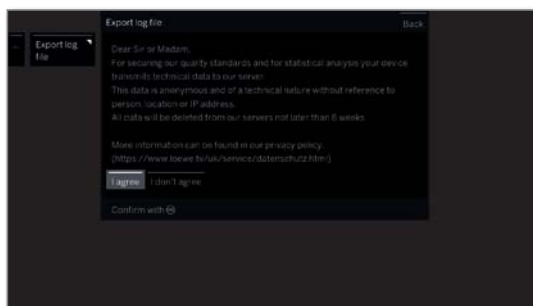 Export log file
Back
Export log
file
Dear Sir or Madam,
For securing our quality standards and for statistical analysis your device
transmits technical data to our server.
This data is anonymous and of a technical nature without reference to
person, location or IP address.
All data will be deleted from our servers not later than 6 weeks.
More information can be found in our privacy policy.
(https://www.loewe.tv/uk/service/datenschutz.html)
I agree
I don't agree
Confirm with OK